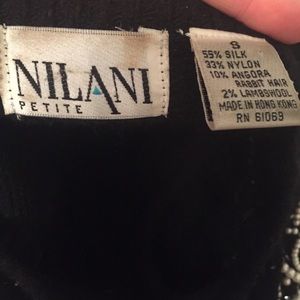 NILANI
PETITE
S
55% SILK
33% NYLON
10% ANGORA
RABBIT HAIR
2% LAMBSWOOL
MADE IN HONG KONG
RN 61069